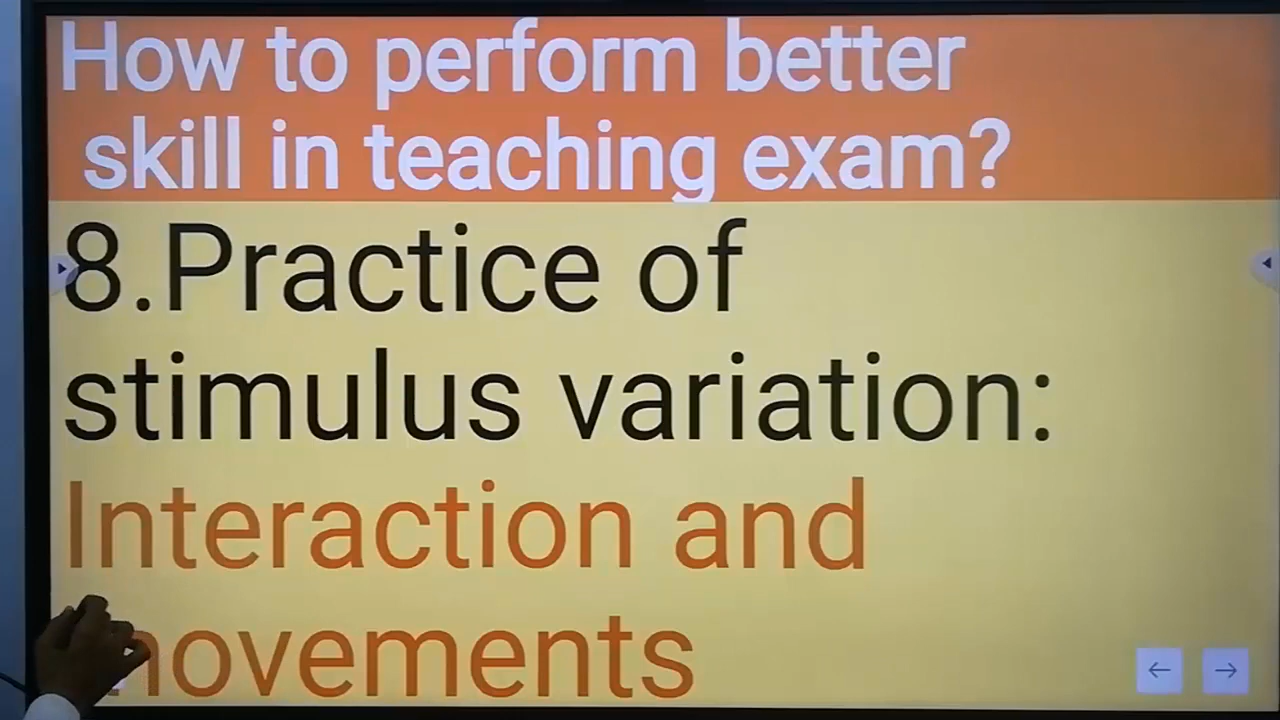 How to perform better
skill in teaching exam?
8.Practice of
stimulus variation:
Interaction and
movements